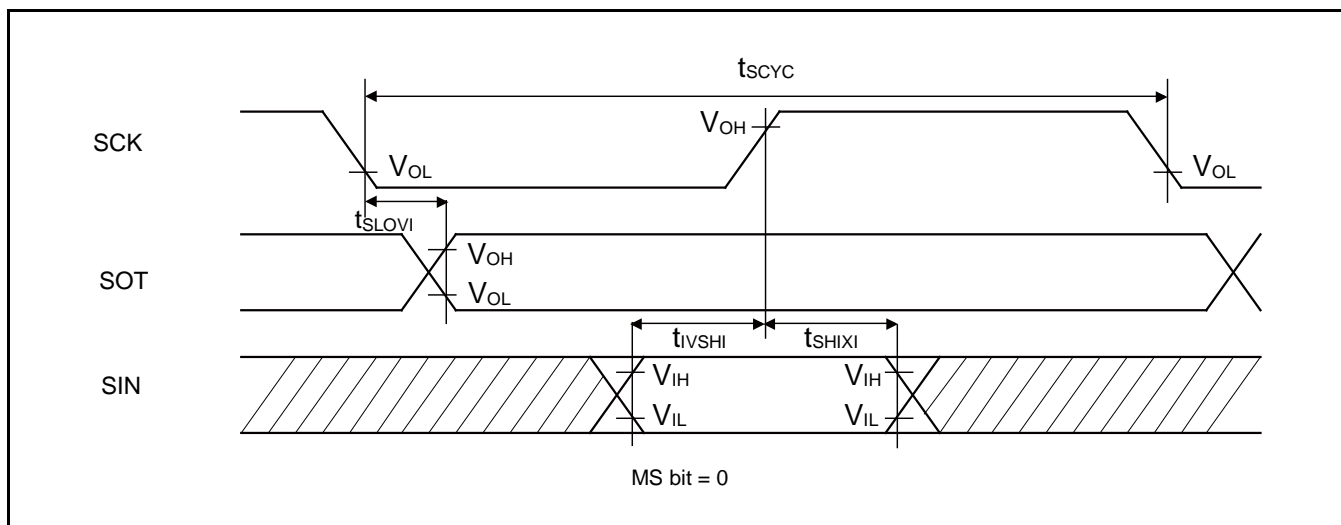 tSCYC
SCK
VOH
VOL
VOL
tSLOVI
SOT
VOH
VOL
tIVSHI
tSHIXI
SIN
VIH
VIH
VIL
VIL
MS bit = 0